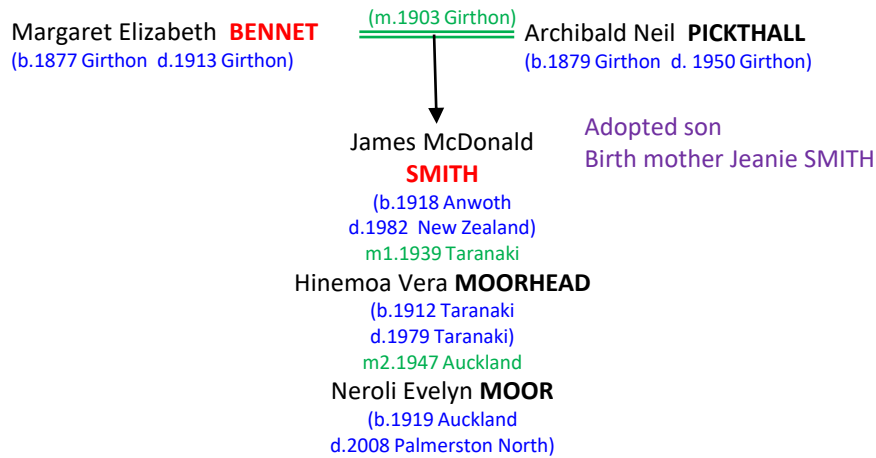 (m.1903 Girthon)
Margaret Elizabeth BENNET
Archibald Neil PICKTHALL
(b.1877 Girthon d.1913 Girthon)
(b.1879 Girthon d. 1950 Girthon)
James McDonald
SMITH
Adopted son
Birth mother Jeanie SMITH
(b.1918 Anwoth
d.1982 New Zealand)
m1.1939 Taranaki
Hinemoa Vera MOORHEAD
(b.1912 Taranaki
d.1979 Taranaki)
m2.1947 Auckland
Neroli Evelyn MOOR
(b.1919 Auckland
d.2008 Palmerston North)